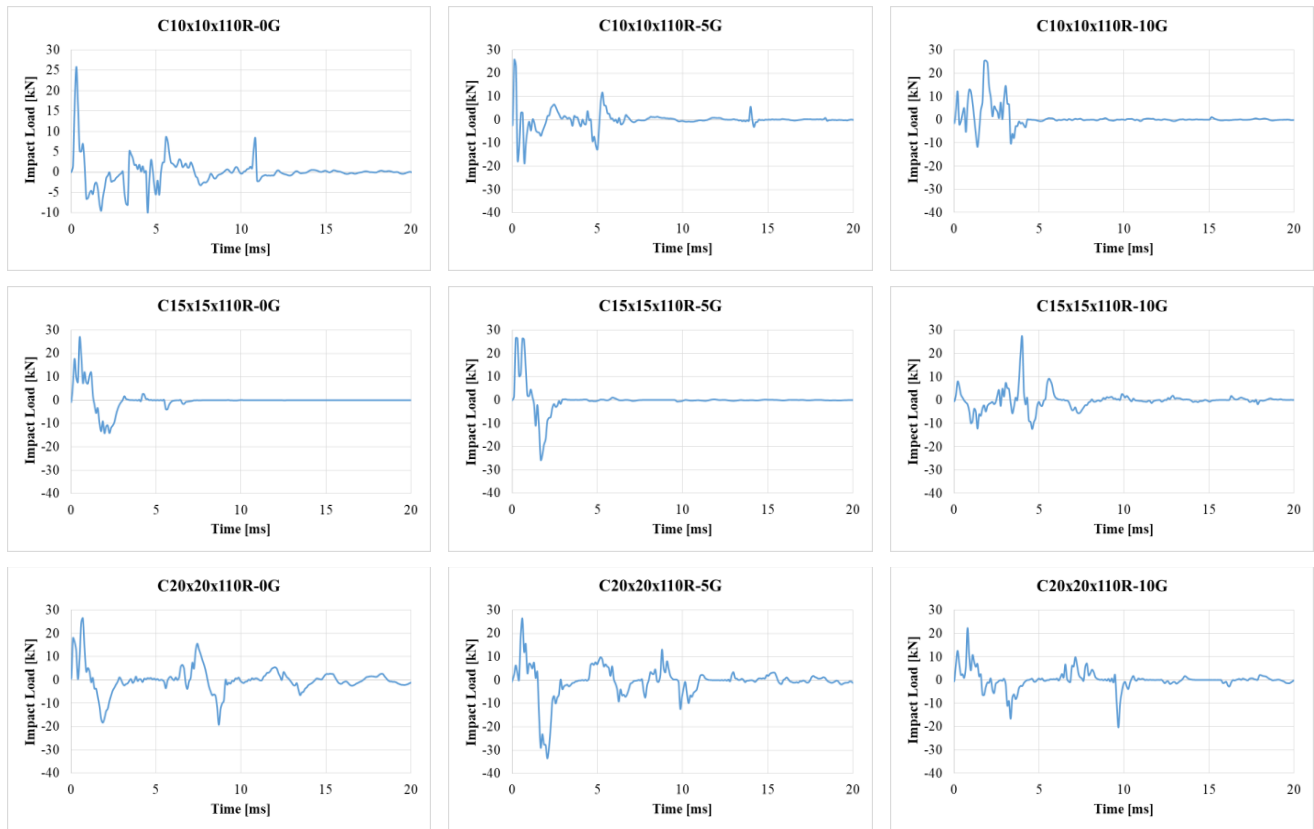 C10x10x110R-0G
Impact Load [kN]
30
25
20
15
10
5
0
-5
-10
0 5 10 15 20
Time [ms]
C10x10x110R-5G
Impact Load[kN]
30
20
10
0
-10
-20
-30
-40
0 5 10 15 20
Time [ms]
C10x10x110R-10G
Impact Load [kN]
30
20
10
0
-10
-20
-30
-40
0 5 10 15 20
Time [ms]
C15x15x110R-0G
Impact Load [kN]
30
20
10
0
-10
-20
-30
-40
0 5 10 15 20
Time [ms]
C15x15x110R-5G
Impact Load [kN]
30
20
10
0
-10
-20
-30
-40
0 5 10 15 20
Time [ms]
C15x15x110R-10G
Impect Load [kN]
30
20
10
0
-10
-20
-30
-40
0 5 10 15 20
Time [ms]
C20x20x110R-0G
Impact Load [kN]
30
20
10
0
-10
-20
-30
-40
0 5 10 15 20
Time [ms]
C20x20x110R-5G
Impact Load [kN]
30
20
10
0
-10
-20
-30
-40
0 5 10 15 20
Time [ms]
C20x20x110R-10G
Impact Load [kN]
30
20
10
0
-10
-20
-30
-40
0 5 10 15 20
Time [ms]